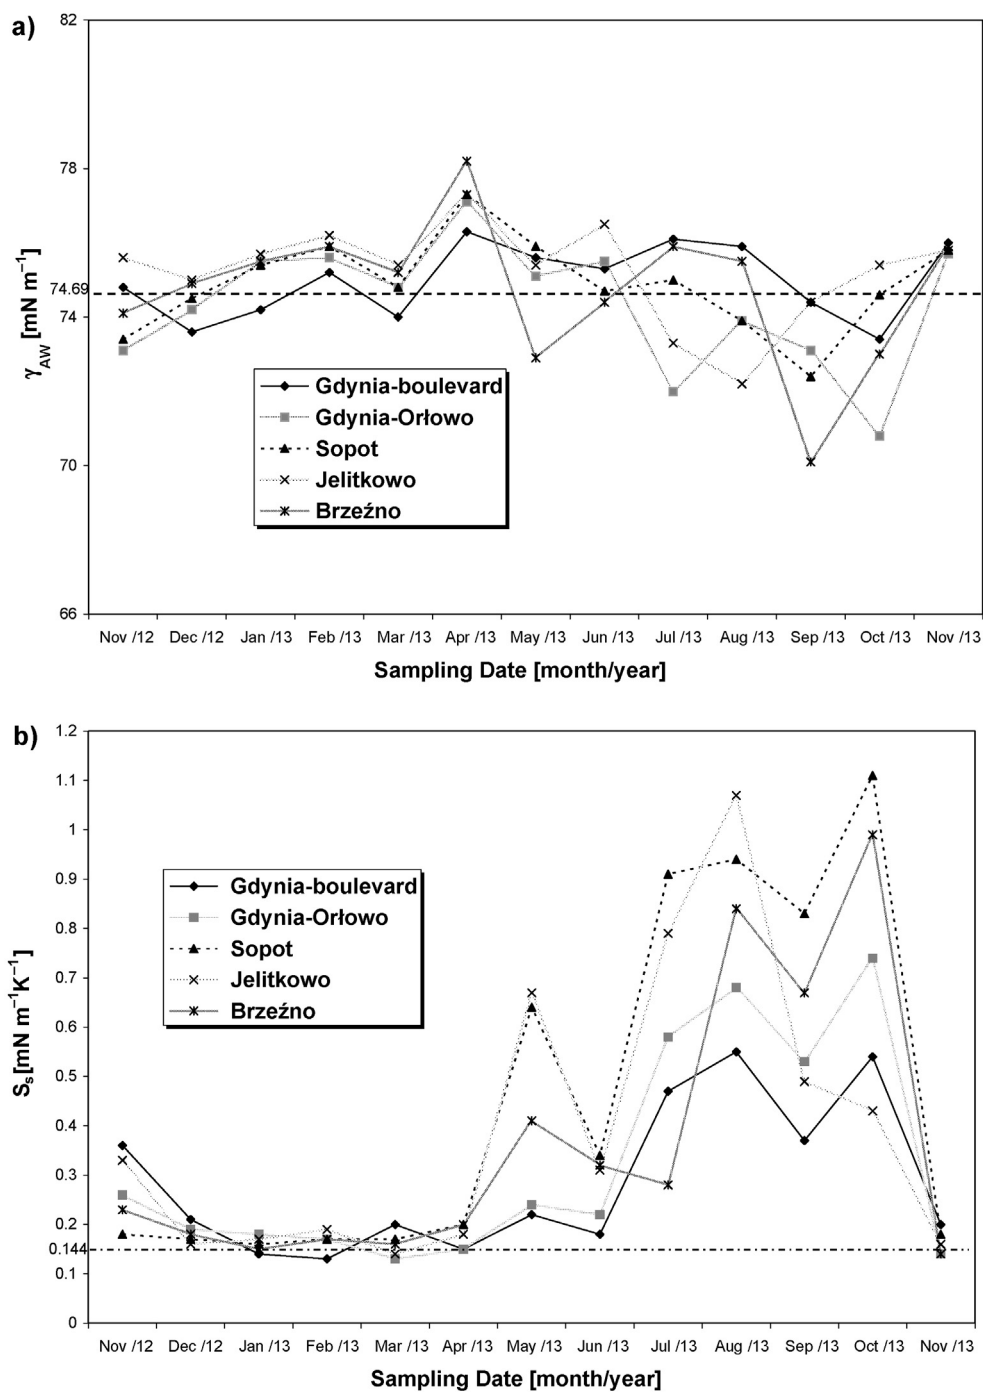 a)
82
78
74.69
74
70
66
γAW [mN m⁻¹]
Gdynia-boulevard
Gdynia-Orłowo
Sopot
Jelitkowo
Brzeźno
Nov /12 Dec /12 Jan /13 Feb /13 Mar /13 Apr /13 May /13 Jun /13 Jul /13 Aug /13 Sep /13 Oct /13 Nov /13
Sampling Date [month/year]
b)
1.2
1.1
1
0.9
0.8
0.7
0.6
0.5
0.4
0.3
0.2
0.144
0.1
0
Ss[mN m⁻¹K⁻¹]
Gdynia-boulevard
Gdynia-Orłowo
Sopot
Jelitkowo
Brzeźno
Nov /12 Dec /12 Jan /13 Feb /13 Mar /13 Apr /13 May /13 Jun /13 Jul /13 Aug /13 Sep /13 Oct /13 Nov /13
Sampling Date [month/year]